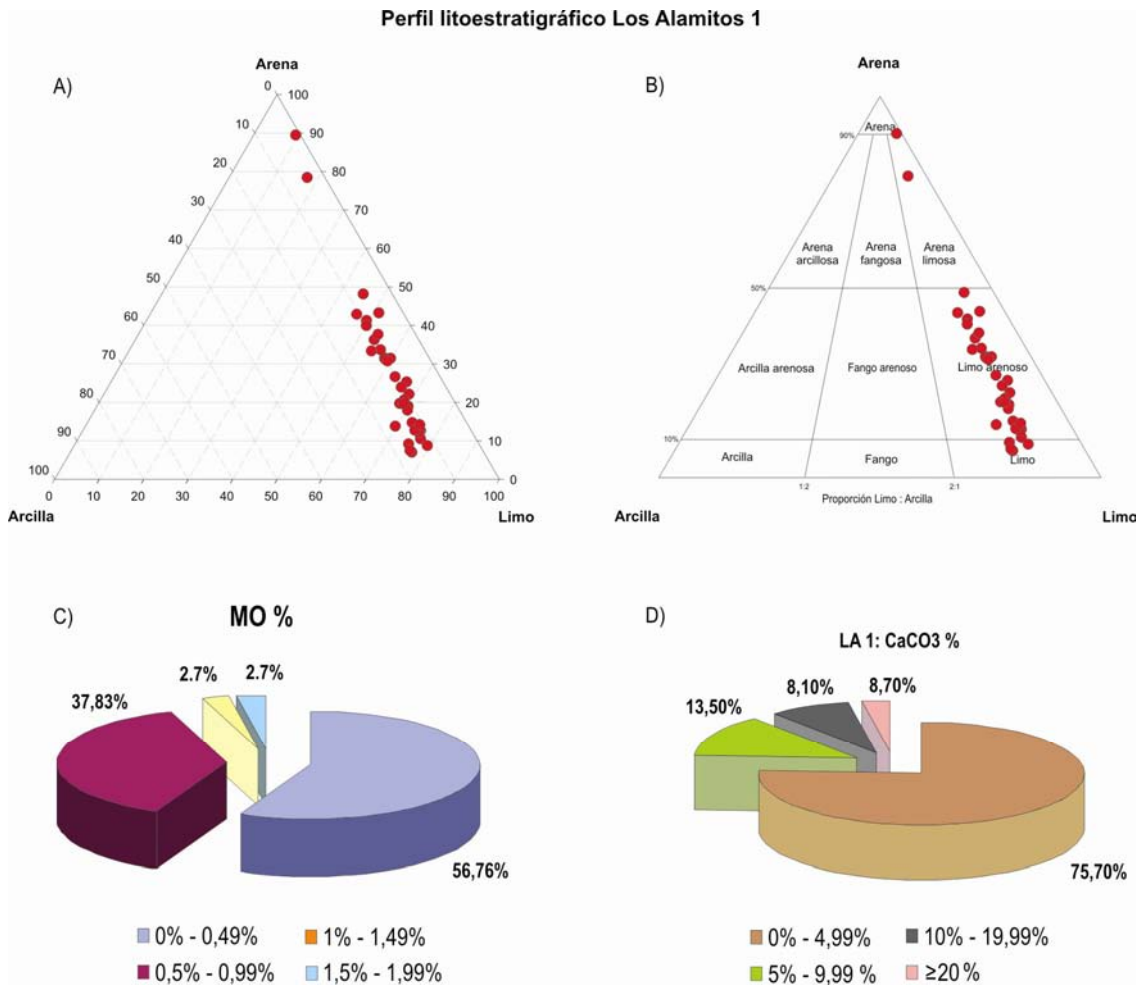 Perfil litoestratigráfico Los Alamitos 1
A)
Arena
0 100
10 90
20 80
30 70
40 60
50 50
60 40
70 30
80 20
90 10
100 0
0 10 20 30 40 50 60 70 80 90 100
Arcilla Limo
B)
Arena
Arena
90%
Arena arcillosa
Arena fangosa
Arena limosa
50%
Arcilla arenosa Fango arenoso Limo arenoso
10%
Arcilla Fango Limo
1:2 2:1
Proporción Limo : Arcilla
Arcilla Limo
C)
MO %
37,83%
2.7%
2.7%
56,76%
0% - 0,49%
1% - 1,49%
0,5% - 0,99%
1,5% - 1,99%
D)
LA 1: CaCO3 %
13,50%
8,10%
8,70%
75,70%
0% - 4,99%
10% - 19,99%
5% - 9,99 %
≥20 %